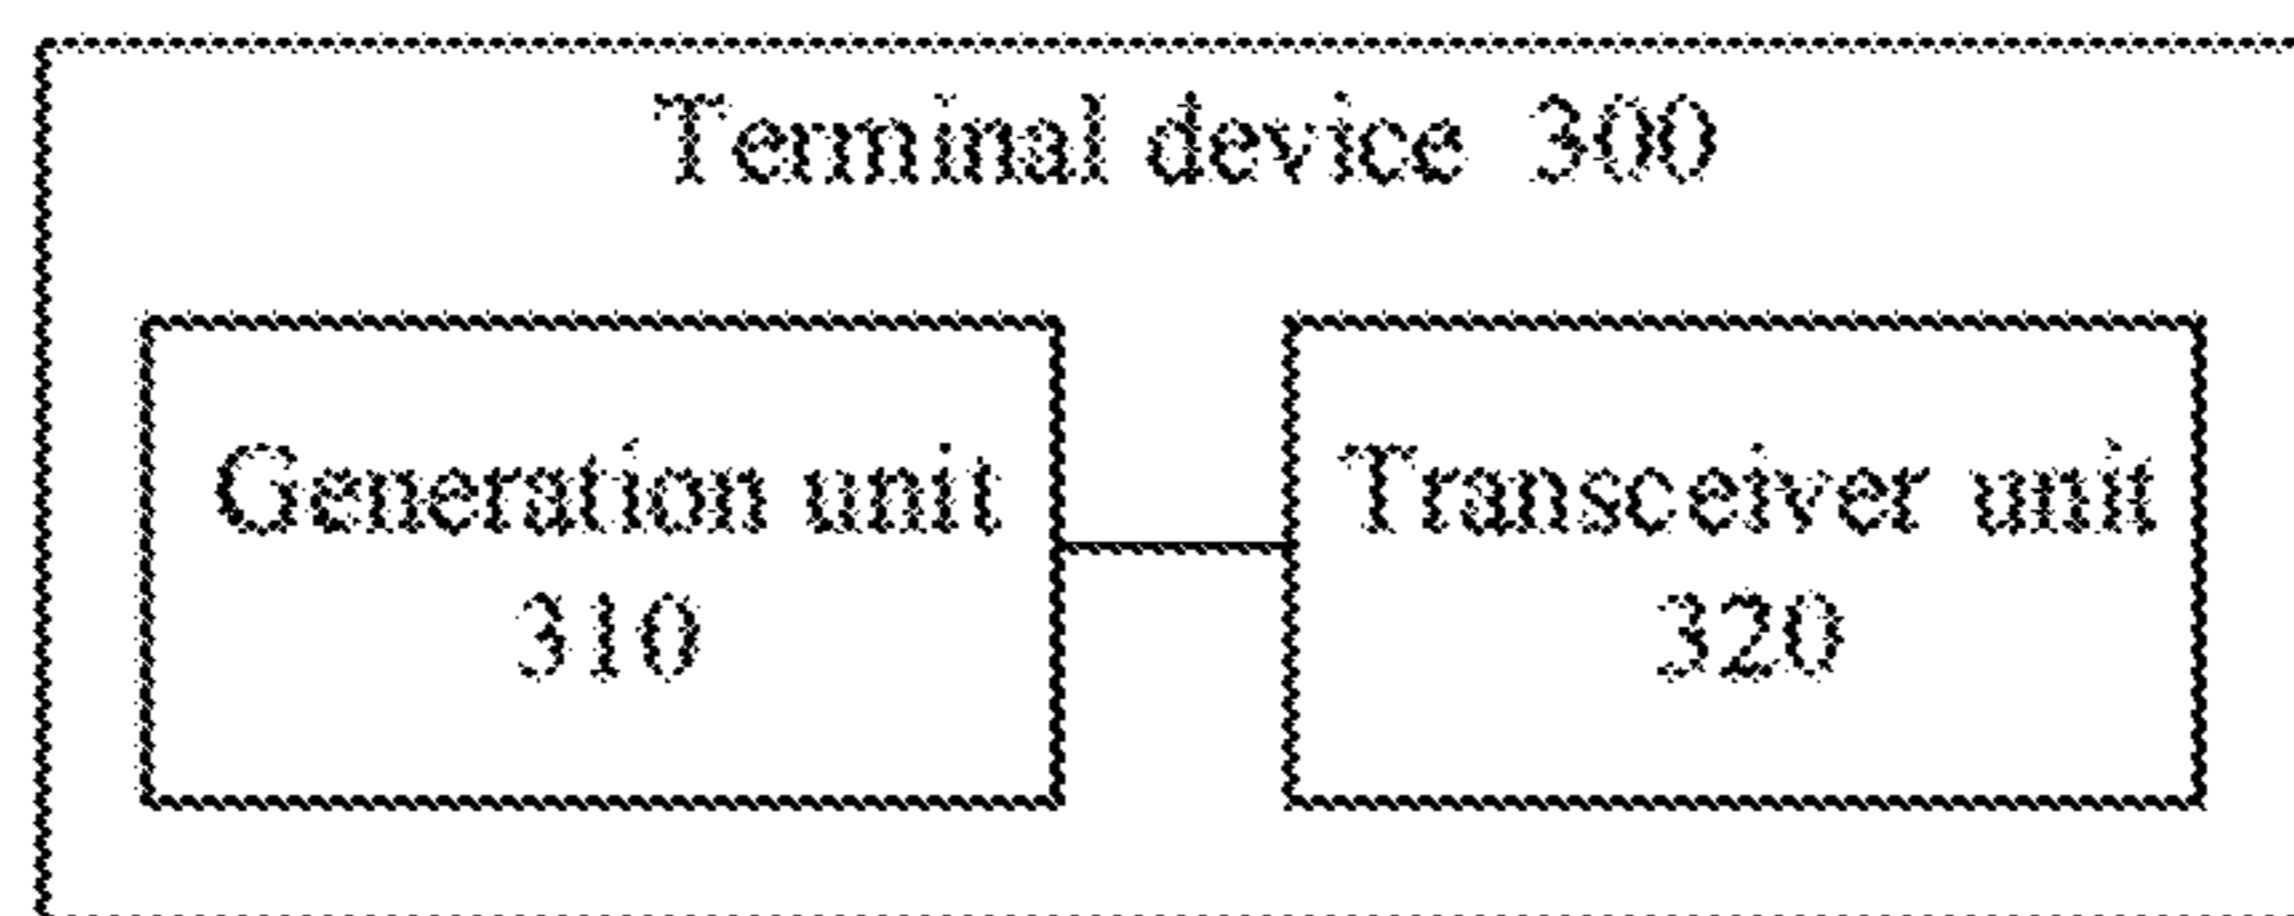 Terminal device 300
Generation unit
310
Transceiver unit
320